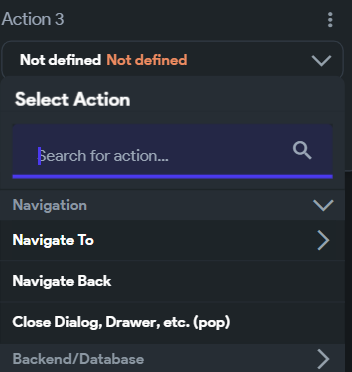 Action 3
Not defined Not defined
Select Action
Search for action...
Navigation
Navigate To
Navigate Back
Close Dialog, Drawer, etc. (pop)
Backend/Database